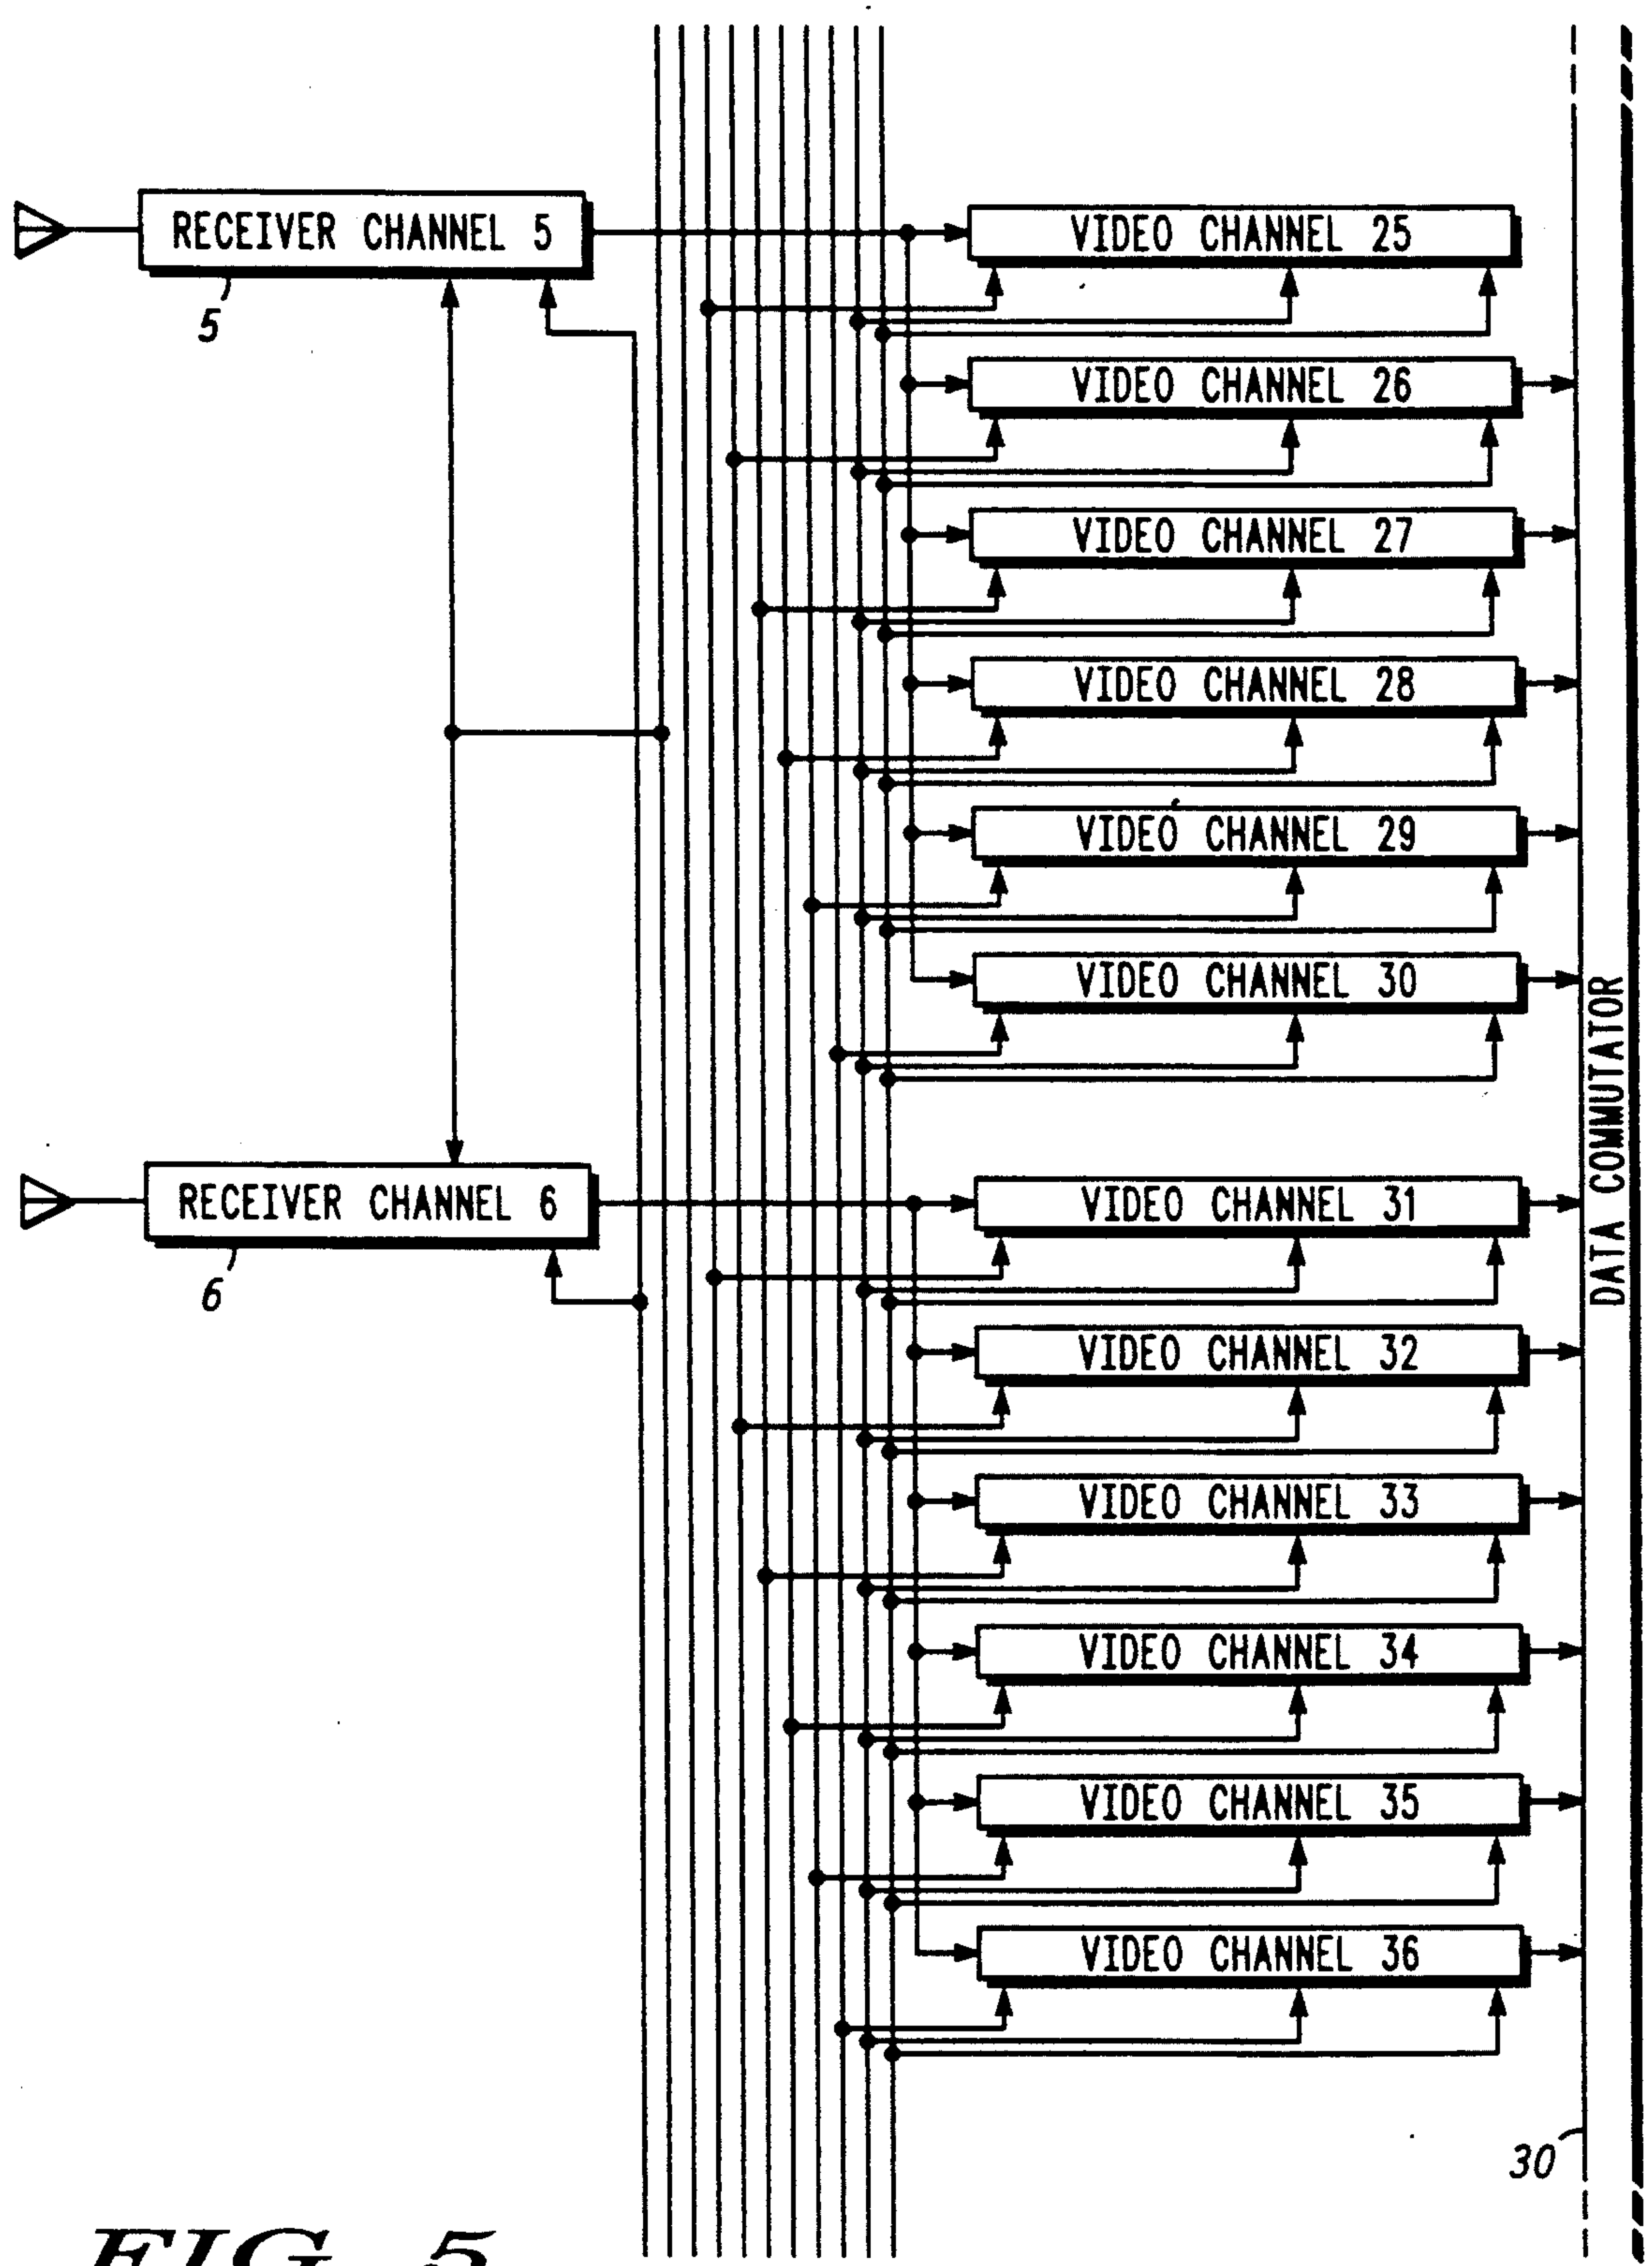 RECEIVER CHANNEL 5
5
VIDEO CHANNEL 25
VIDEO CHANNEL 26
VIDEO CHANNEL 27
VIDEO CHANNEL 28
VIDEO CHANNEL 29
VIDEO CHANNEL 30
DATA COMMUTATOR
RECEIVER CHANNEL 6
6
VIDEO CHANNEL 31
VIDEO CHANNEL 32
VIDEO CHANNEL 33
VIDEO CHANNEL 34
VIDEO CHANNEL 35
VIDEO CHANNEL 36
30
FIG. 5